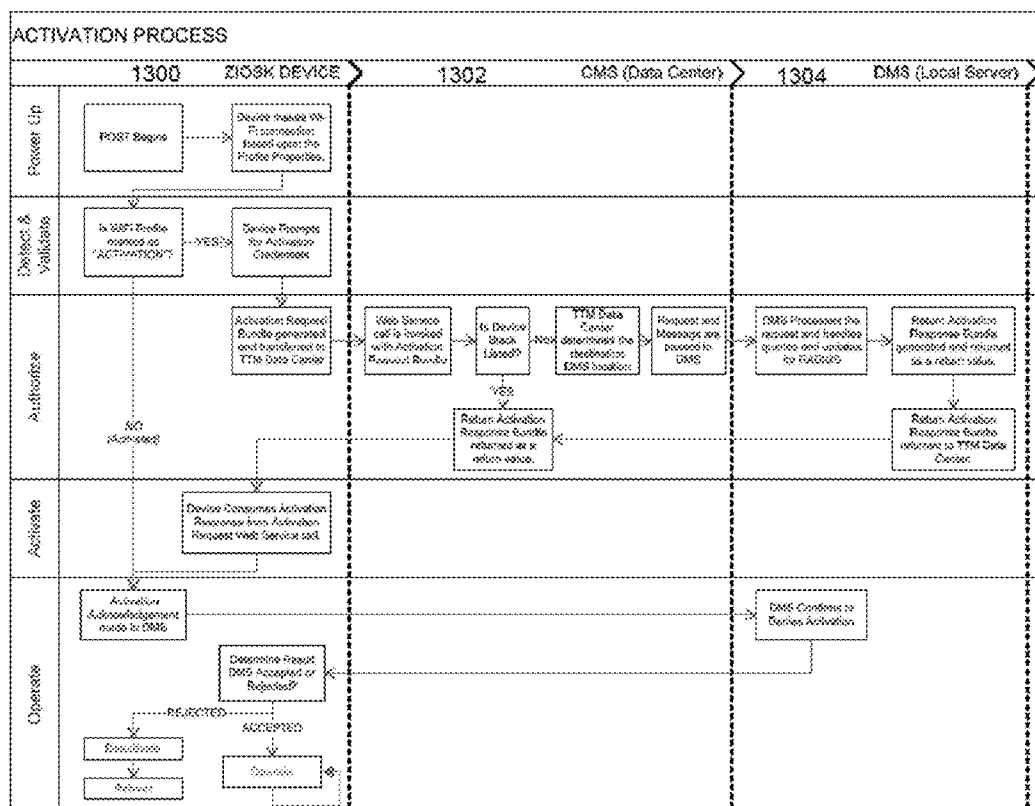 ACTIVATION PROCESS
1300 ZIOSK DEVICE
1302 CMS (Data Center)
1304 DMS (Local Server)
Power Up
POST Begins
Device makes Wi-
Fi connection
based upon the
Profile Properties.
Detect &
Validate
Is WiFi Profile
marked as
"ACTIVATION"?
YES
Device Prompts
for Activation
Credentials
Authorize
Activation Request
Bundle generated
and transferred to
TTM Data Center
Web Service
call is invoked
with Activation
Request Bundle
Is Device
Black
Listed?
No
TTM Data
Center
determines the
destination
DMS location.
Request and
Message are
passed to
DMS
DMS Processes the
request and handles
queries and updates
for RADIUS
Return Activation
Response Bundle
generated and returned
as a return value.
YES
NO
(Activated)
Return Activation
Response Bundle
returned as a
return value.
Return Activation
Response Bundle
returned to TTM Data
Center.
Activate
Device Consumes Activation
Response from Activation
Request Web Service call.
Operate
Activation
Acknowledgement
made to DMS
DMS Confirms or
Denies Activation
Determine Result
DMS Accepted or
Rejected?
REJECTED
ACCEPTED
Deactivate
Operate
Reboot